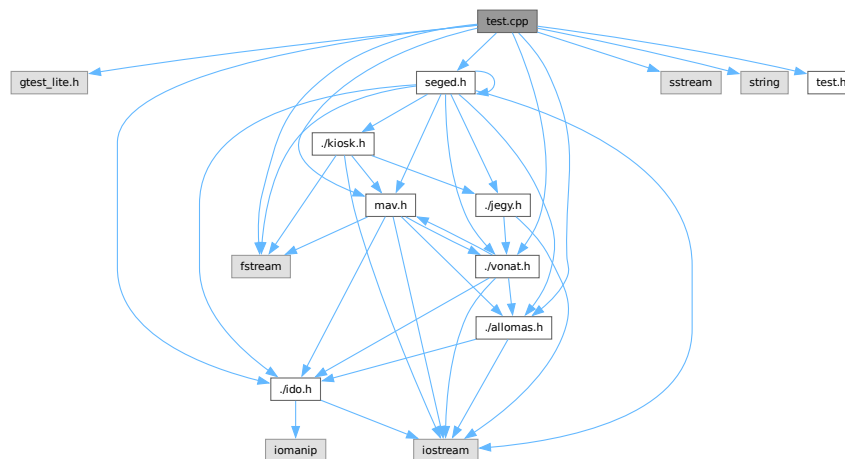 test.cpp
gtest_lite.h
seged.h
sstream
string
test.h
./kiosk.h
mav.h
./jegy.h
fstream
./vonat.h
./allomas.h
./ido.h
iomanip
iostream